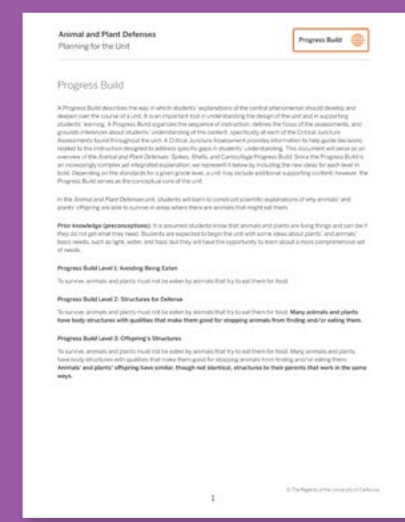 Animal and Plant Defenses
Planning for the Unit
Progress Build
Progress Build
A Progress Build describes the way in which students' explanations of the central phenomenon should develop and
deepen over the course of a unit. It is an important tool in understanding the design of the unit and in supporting
students' learning. A Progress Build organizes the sequence of instruction, defines the focus of the assessments, and
grounds inferences about students' understanding of the content, specifically at each of the Critical Juncture
Assessments found throughout the unit. A Critical Juncture Assessment provides information to help guide decisions
related to the instruction designed to address specific gaps in students' understanding. This document will serve as an
overview of the Animal and Plant Defenses: Spikes, Shells, and Camouflage Progress Build. Since the Progress Build is
an increasingly complex yet integrated explanation, we represent it below by including the new ideas for each level in
bold. Depending on the standards for a given grade level, a unit may include additional supporting content; however, the
Progress Build serves as the conceptual core of the unit.
In the Animal and Plant Defenses unit, students will learn to construct scientific explanations of why animals' and
plants' offspring are able to survive in areas where there are animals that might eat them.
Prior knowledge (preconceptions): It is assumed students know that animals and plants are living things and can die if
they do not get what they need. Students are expected to begin the unit with some ideas about plants' and animals'
basic needs, such as light, water, and food, but they will have the opportunity to learn about a more comprehensive set
of needs.
Progress Build Level 1: Avoiding Being Eaten
To survive, animals and plants must not be eaten by animals that try to eat them for food.
Progress Build Level 2: Structures for Defense
To survive, animals and plants must not be eaten by animals that try to eat them for food. Many animals and plants
have body structures with qualities that make them good for stopping animals from finding and/or eating them.
Progress Build Level 3: Offspring's Structures
To survive, animals and plants must not be eaten by animals that try to eat them for food. Many animals and plants
have body structures with qualities that make them good for stopping animals from finding and/or eating them.
Animals' and plants' offspring have similar, though not identical, structures to their parents that work in the same
ways.
© The Regents of the University of California
1